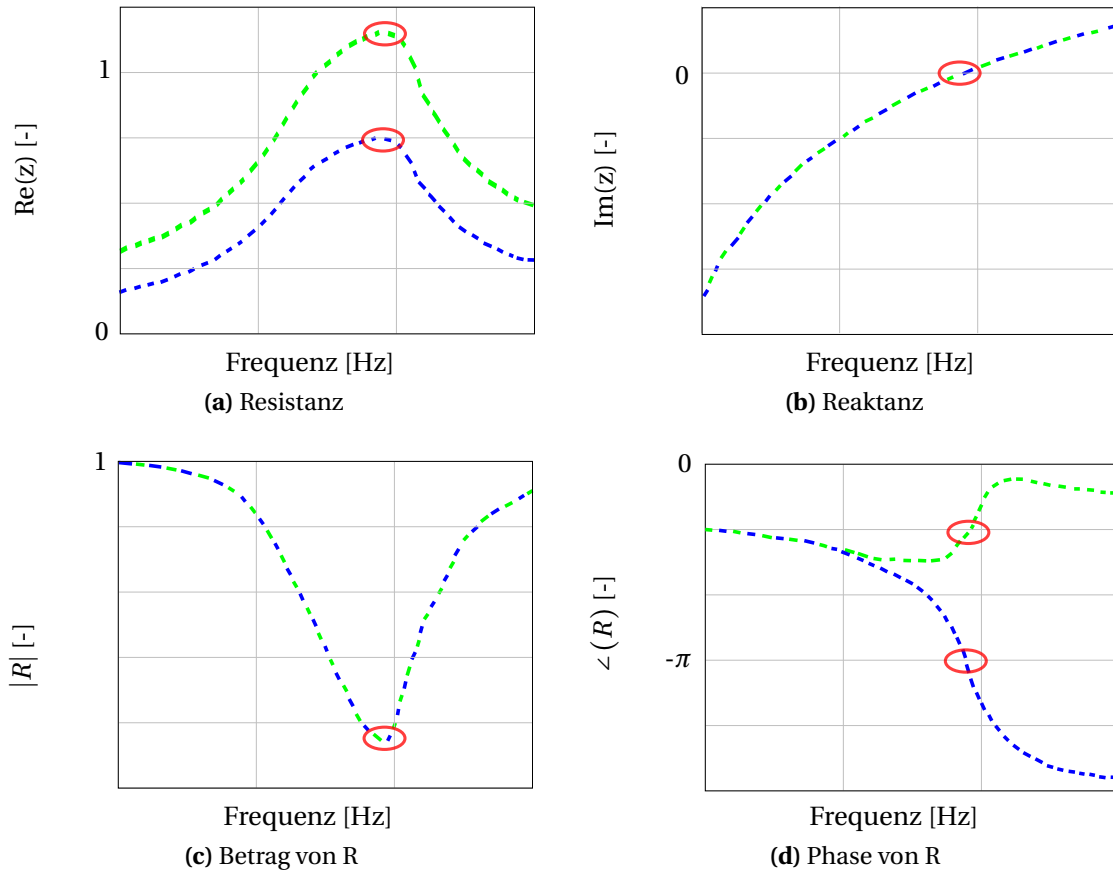 1
Re(z) [-]
0
Frequenz [Hz]
(a) Resistanz
0
Im(z) [-]
Frequenz [Hz]
(b) Reaktanz
1
|R| [-]
Frequenz [Hz]
(c) Betrag von R
0
∠(R) [-]
-π
Frequenz [Hz]
(d) Phase von R